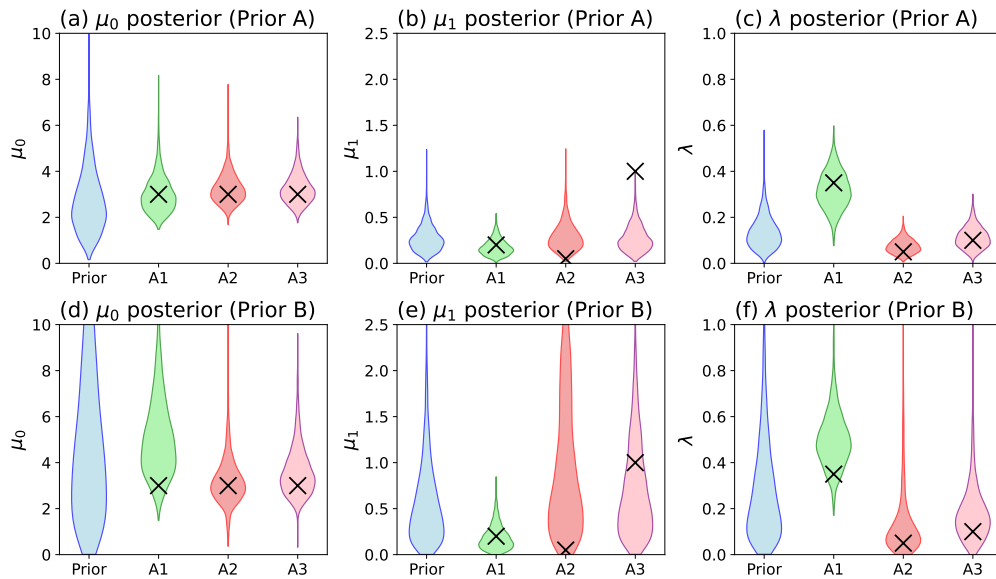 (a) μ0 posterior (Prior A)
10
8
6
4
2
0
μ0
Prior A1 A2 A3
(b) μ1 posterior (Prior A)
2.5
2.0
1.5
1.0
0.5
0.0
μ1
Prior A1 A2 A3
(c) λ posterior (Prior A)
1.0
0.8
0.6
0.4
0.2
0.0
λ
Prior A1 A2 A3
(d) μ0 posterior (Prior B)
10
8
6
4
2
0
μ0
Prior A1 A2 A3
(e) μ1 posterior (Prior B)
2.5
2.0
1.5
1.0
0.5
0.0
μ1
Prior A1 A2 A3
(f) λ posterior (Prior B)
1.0
0.8
0.6
0.4
0.2
0.0
λ
Prior A1 A2 A3